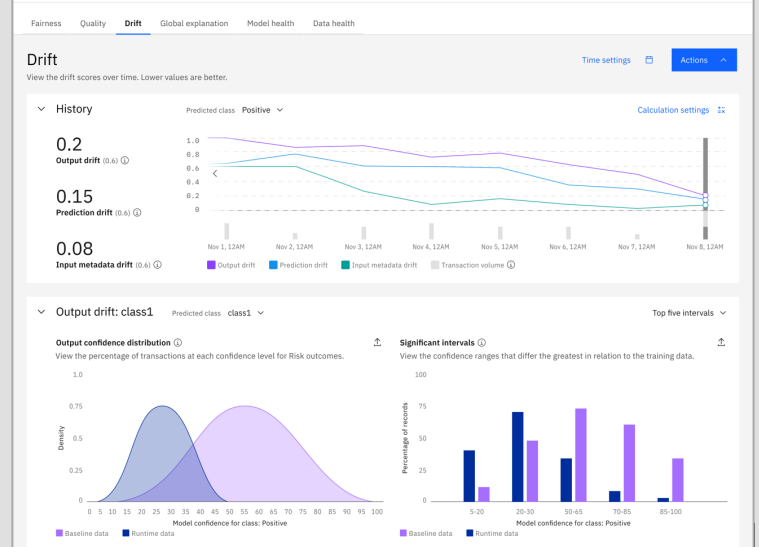 Fairness Quality Drift Global explanation Model health Data health
Drift
Time settings
Actions
View the drift scores over time. Lower values are better.
History
Predicted class Positive
Calculation settings
0.2
Output drift (0.6)
0.15
Prediction drift (0.6)
0.08
Input metadata drift (0.6)
1.0
0.8
0.6
0.4
0.2
0
Nov 1, 12AM Nov 2, 12AM Nov 3, 12AM Nov 4, 12AM Nov 5, 12AM Nov 6, 12AM Nov 7, 12AM Nov 8, 12AM
Output drift Prediction drift Input metadata drift Transaction volume
Output drift: class1
Predicted class class1
Top five intervals
Output confidence distribution
View the percentage of transactions at each confidence level for Risk outcomes.
1.0
0.75
0.5
0.25
0
Density
0 5 10 15 20 25 30 35 40 45 50 55 60 65 70 75 80 85 90 95 100
Model confidence for class: Positive
Baseline data Runtime data
Significant intervals
View the confidence ranges that differ the greatest in relation to the training data.
100
75
50
25
0
Percentage of records
5-20 20-30 50-65 70-85 85-100
Model confidence for class: Positive
Baseline data Runtime data